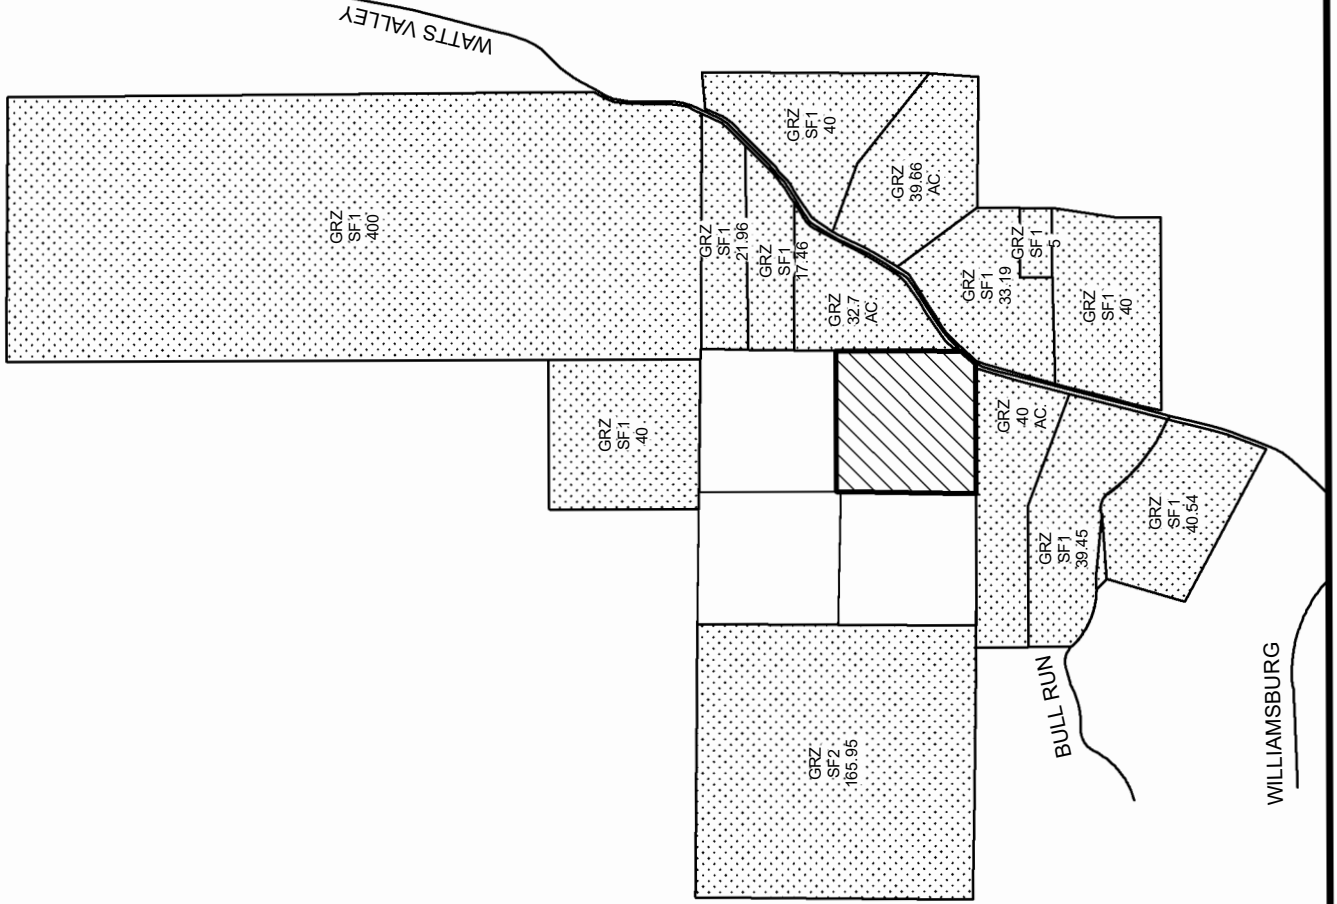 WATTS VALLEY
GRZ
SF1
400
GRZ
SF1
40
GRZ
39.66
AC.
GRZ
SF1
21.96
GRZ
SF1
17.46
GRZ
32.7
AC.
GRZ
SF1
33.19
GRZ
SF1
5
GRZ
SF1
40
GRZ
SF1
40
GRZ
40
AC.
GRZ
SF1
39.45
GRZ
SF1
40.54
GRZ
SF2
165.95
BULL RUN
WILLIAMSBURG